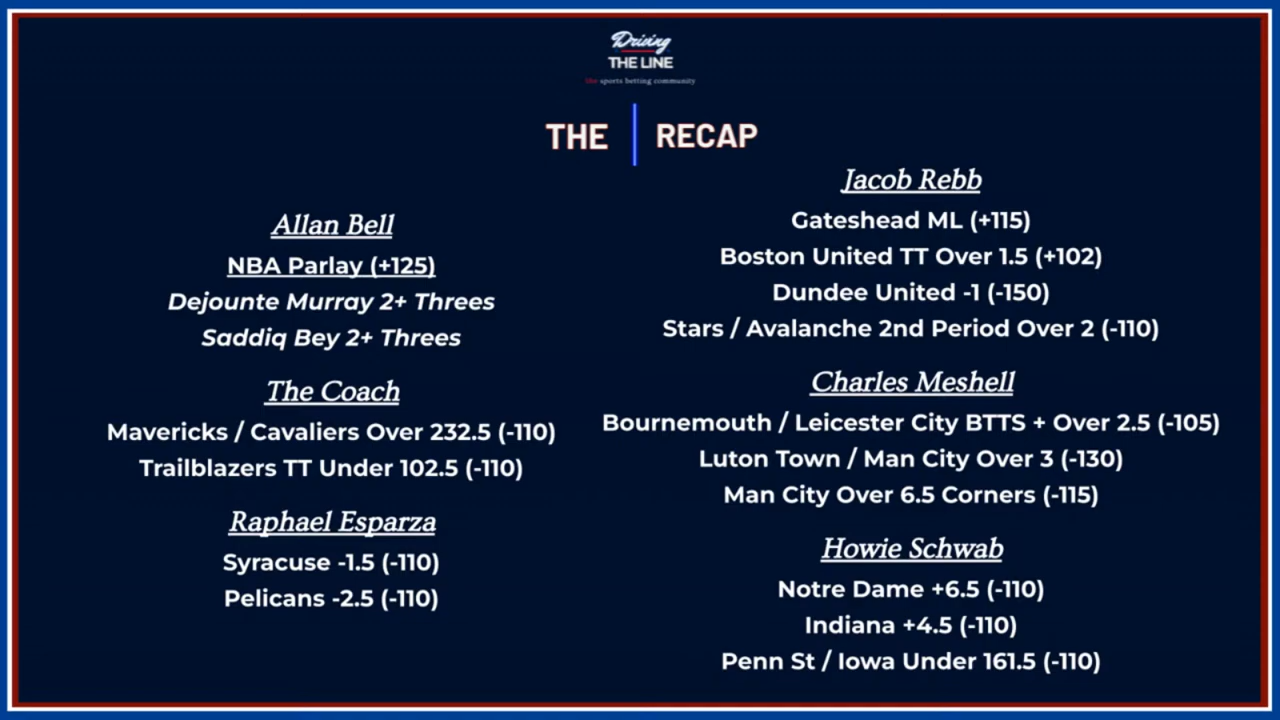 Driving
THE LINE
the sports betting community
THE | RECAP
Allan Bell
NBA Parlay (+125)
Dejounte Murray 2+ Threes
Saddiq Bey 2+ Threes
The Coach
Mavericks / Cavaliers Over 232.5 (-110)
Trailblazers TT Under 102.5 (-110)
Raphael Esparza
Syracuse -1.5 (-110)
Pelicans -2.5 (-110)
Jacob Rebb
Gateshead ML (+115)
Boston United TT Over 1.5 (+102)
Dundee United -1 (-150)
Stars / Avalanche 2nd Period Over 2 (-110)
Charles Meshell
Bournemouth / Leicester City BTTS + Over 2.5 (-105)
Luton Town / Man City Over 3 (-130)
Man City Over 6.5 Corners (-115)
Howie Schwab
Notre Dame +6.5 (-110)
Indiana +4.5 (-110)
Penn St / Iowa Under 161.5 (-110)